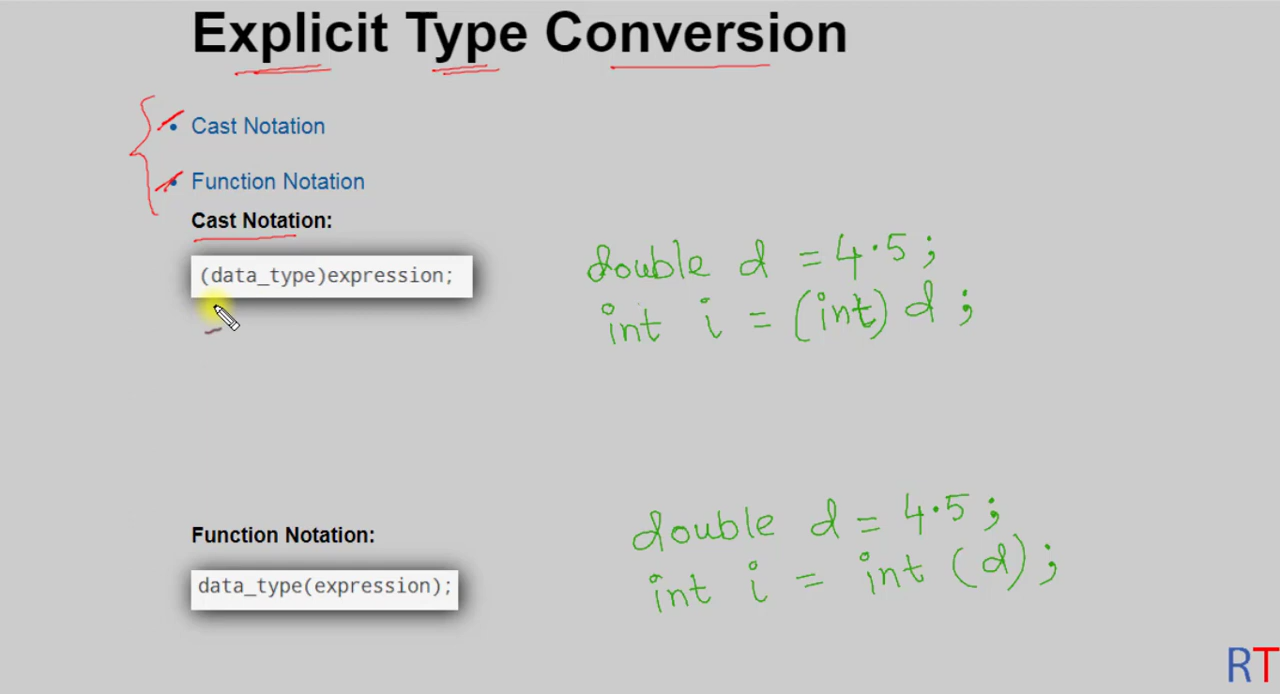 Explicit Type Conversion
• Cast Notation
• Function Notation
Cast Notation:
(data_type)expression;
double d = 4.5;
int i = (int) d;
Function Notation:
data_type(expression);
double d = 4.5;
int i = int (d);
RT